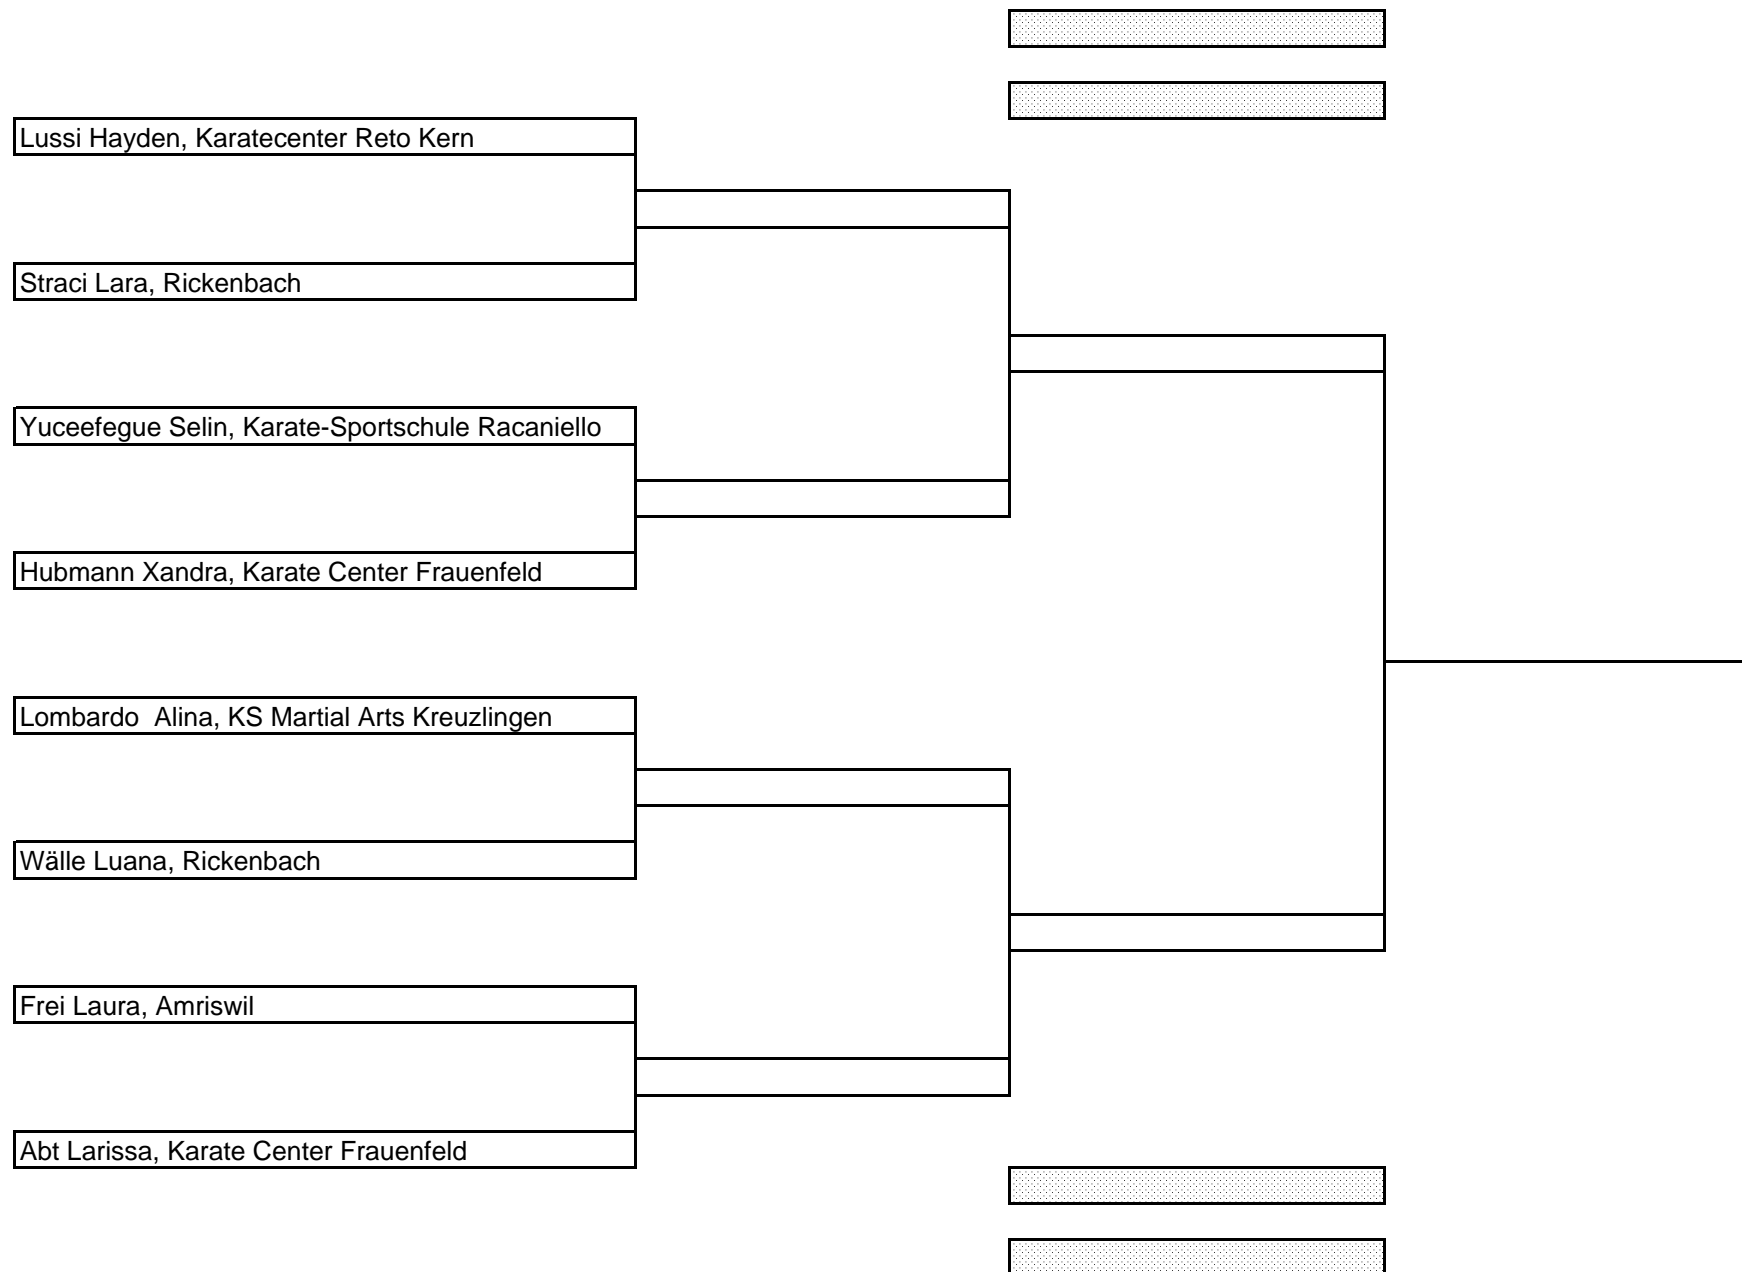 Lussi Hayden, Karatecenter Reto Kern
Straci Lara, Rickenbach
Yuceefegue Selin, Karate-Sportschule Racaniello
Hubmann Xandra, Karate Center Frauenfeld
Lombardo  Alina, KS Martial Arts Kreuzlingen
Wälle Luana, Rickenbach
Frei Laura, Amriswil
Abt Larissa, Karate Center Frauenfeld